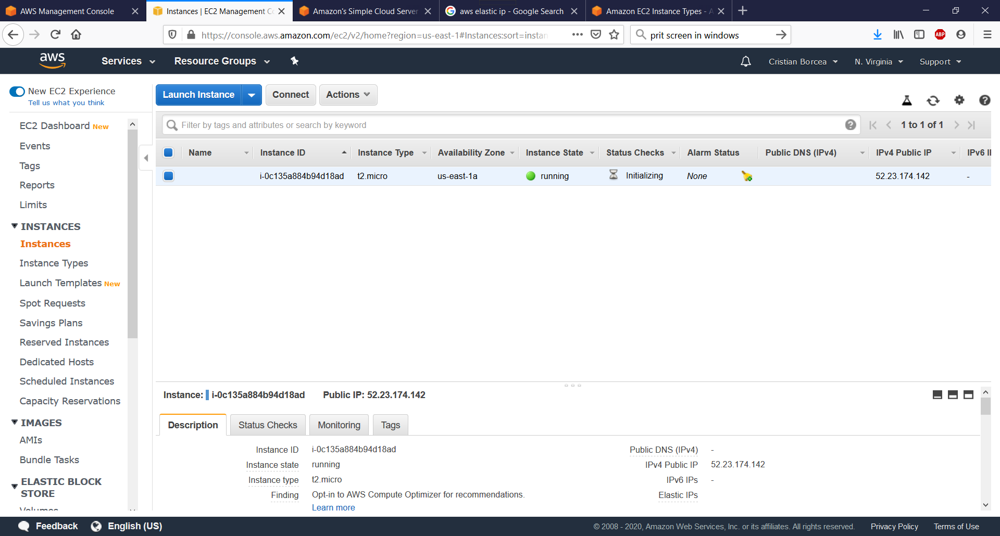 AWS Management Console
Instances | EC2 Management Co
Amazon's Simple Cloud Server
aws elastic ip - Google Search
Amazon EC2 Instance Types - A
https://console.aws.amazon.com/ec2/v2/home?region=us-east-1#Instances:sort=instan
prit screen in windows
ABP
aws
Services
Resource Groups
Cristian Borcea
N. Virginia
Support
New EC2 Experience
Tell us what you think
Launch Instance
Connect
Actions
EC2 Dashboard New
Events
Tags
Reports
Limits
INSTANCES
Instances
Instance Types
Launch Templates New
Spot Requests
Savings Plans
Reserved Instances
Dedicated Hosts
Scheduled Instances
Capacity Reservations
IMAGES
AMIs
Bundle Tasks
ELASTIC BLOCK
STORE
Volumes
Filter by tags and attributes or search by keyword
1 to 1 of 1
Name Instance ID Instance Type Availability Zone Instance State Status Checks Alarm Status Public DNS (IPv4) IPv4 Public IP IPv6 I
i-0c135a884b94d18ad t2.micro us-east-1a running Initializing None 52.23.174.142 -
Instance: i-0c135a884b94d18ad Public IP: 52.23.174.142
Description
Status Checks
Monitoring
Tags
Instance ID i-0c135a884b94d18ad
Instance state running
Instance type t2.micro
Finding Opt-in to AWS Compute Optimizer for recommendations.
Learn more
Public DNS (IPv4) -
IPv4 Public IP 52.23.174.142
IPv6 IPs -
Elastic IPs
Feedback
English (US)
© 2008 - 2020, Amazon Web Services, Inc. or its affiliates. All rights reserved.
Privacy Policy
Terms of Use